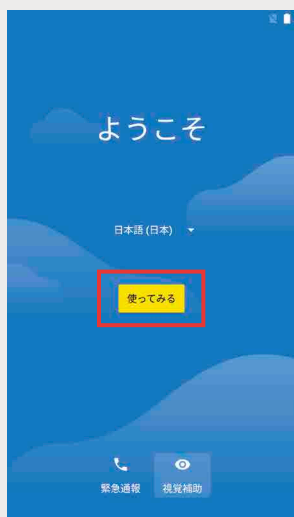 ようこそ
日本語 (日本)
使ってみる
緊急通報
視覚補助